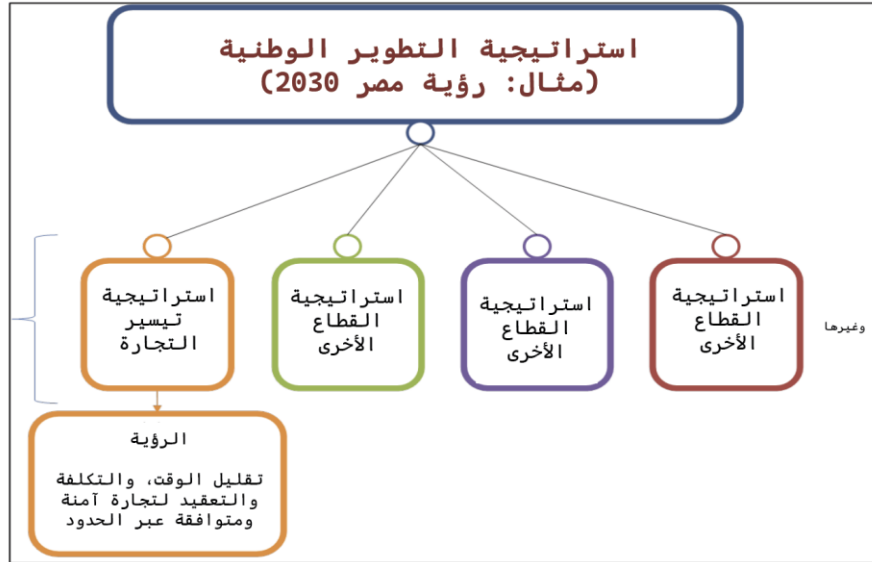 استراتيجية التطوير الوطنية
(مثال: رؤية مصر 2030)
استراتيجية
القطاع
الأخرى
استراتيجية
القطاع
الأخرى
استراتيجية
القطاع
الأخرى
استراتيجية
تيسير
التجارة
وغيرها
الرؤية
تقليل الوقت، والتكلفة
والتعقيد لتجارة آمنة
ومتوافقة عبر الحدود